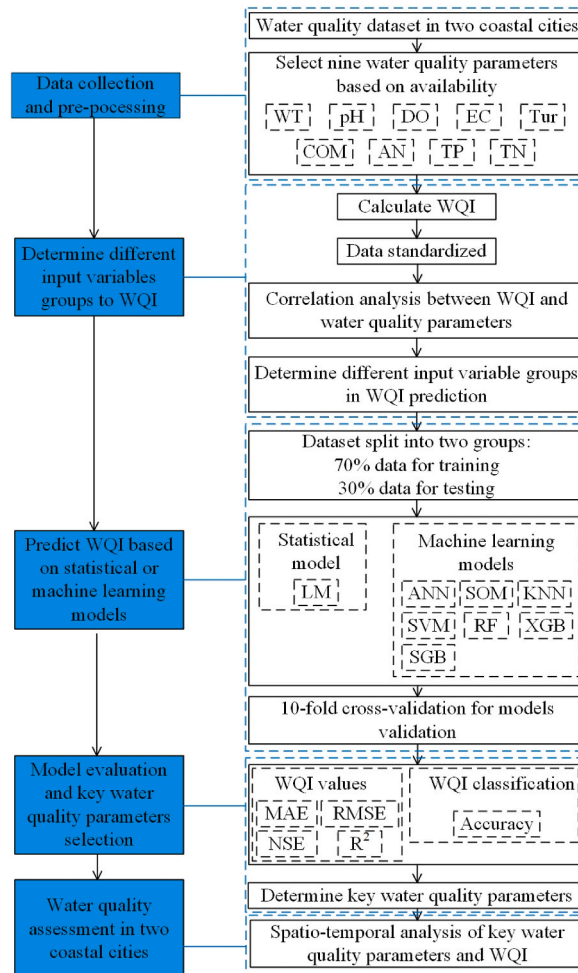 Water quality dataset in two coastal cities
Data collection
and pre-pocessing
Select nine water quality parameters
based on availability
WT pH DO EC Tur
COM AN TP TN
Determine different
input variables
groups to WQI
Calculate WQI
Data standardized
Correlation analysis between WQI and
water quality parameters
Determine different input variable groups
in WQI prediction
Predict WQI based
on statistical or
machine learning
models
Dataset split into two groups:
70% data for training
30% data for testing
Statistical
model
LM
Machine learning
models
ANN SOM KNN
SVM RF XGB
SGB
10-fold cross-validation for models
validation
Model evaluation
and key water
quality parameters
selection
WQI values
MAE RMSE
NSE R²
WQI classification
Accuracy
Determine key water quality parameters
Water quality
assessment in two
coastal cities
Spatio-temporal analysis of key water
quality parameters and WQI